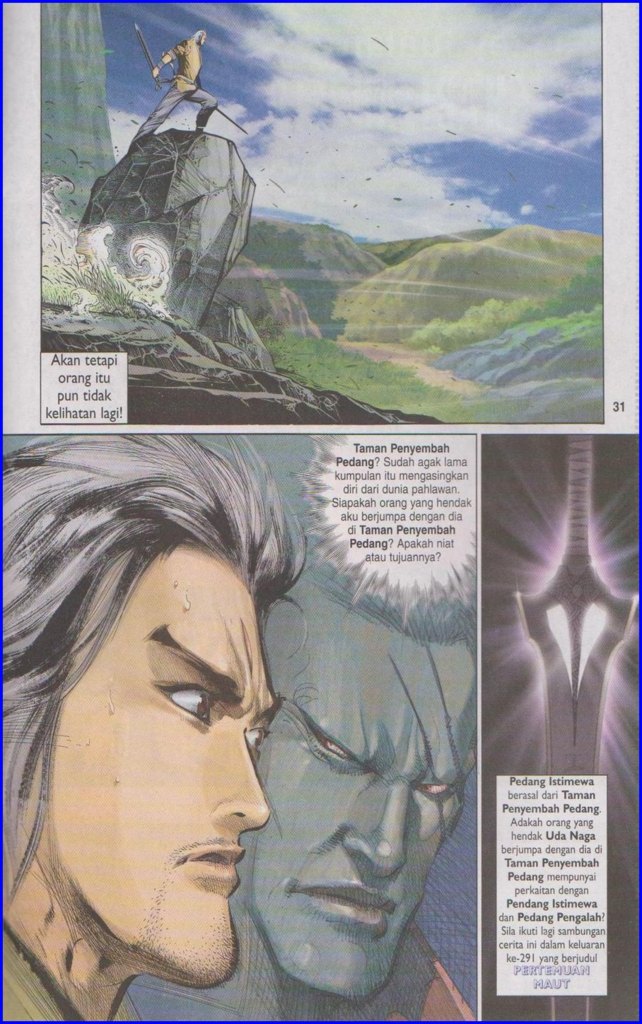 Akan tetapi
orang itu
pun tidak
kelihatan lagi!
31
Taman Penyembah
Pedang? Sudah agak lama
kumpulan itu mengasingkan
diri dari dunia pahlawan.
Siapakah orang yang hendak
aku berjumpa dengan dia
di Taman Penyembah
Pedang? Apakah niat
atau tujuannya?
Pedang Istimewa
berasal dari Taman
Penyembah Pedang.
Adakah orang yang
hendak Uda Naga
berjumpa dengan dia di
Taman Penyembah
Pedang mempunyai
perkaitan dengan
Pendang Istimewa
dan Pedang Pengalah?
Sila ikuti lagi sambungan
cerita ini dalam keluaran
ke-291 yang berjudul
PERTEMUAN
MAUT